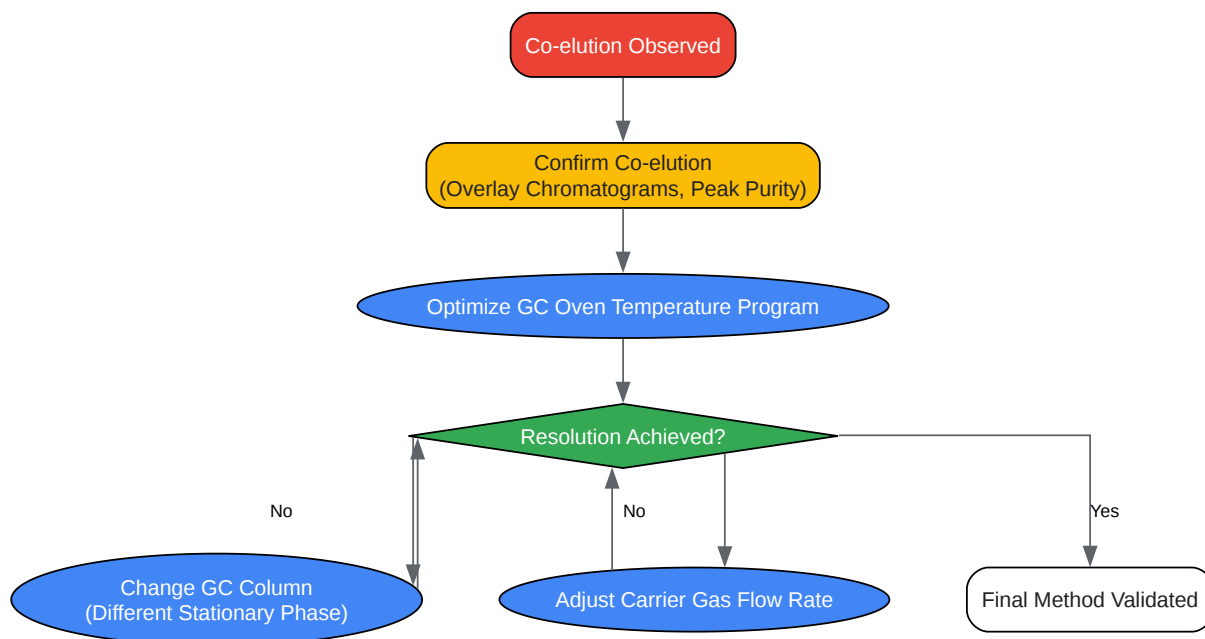 Co-elution Observed
Confirm Co-elution
(Overlay Chromatograms, Peak Purity)
Optimize GC Oven Temperature Program
Resolution Achieved?
No
No
Yes
Change GC Column
(Different Stationary Phase)
Adjust Carrier Gas Flow Rate
Final Method Validated